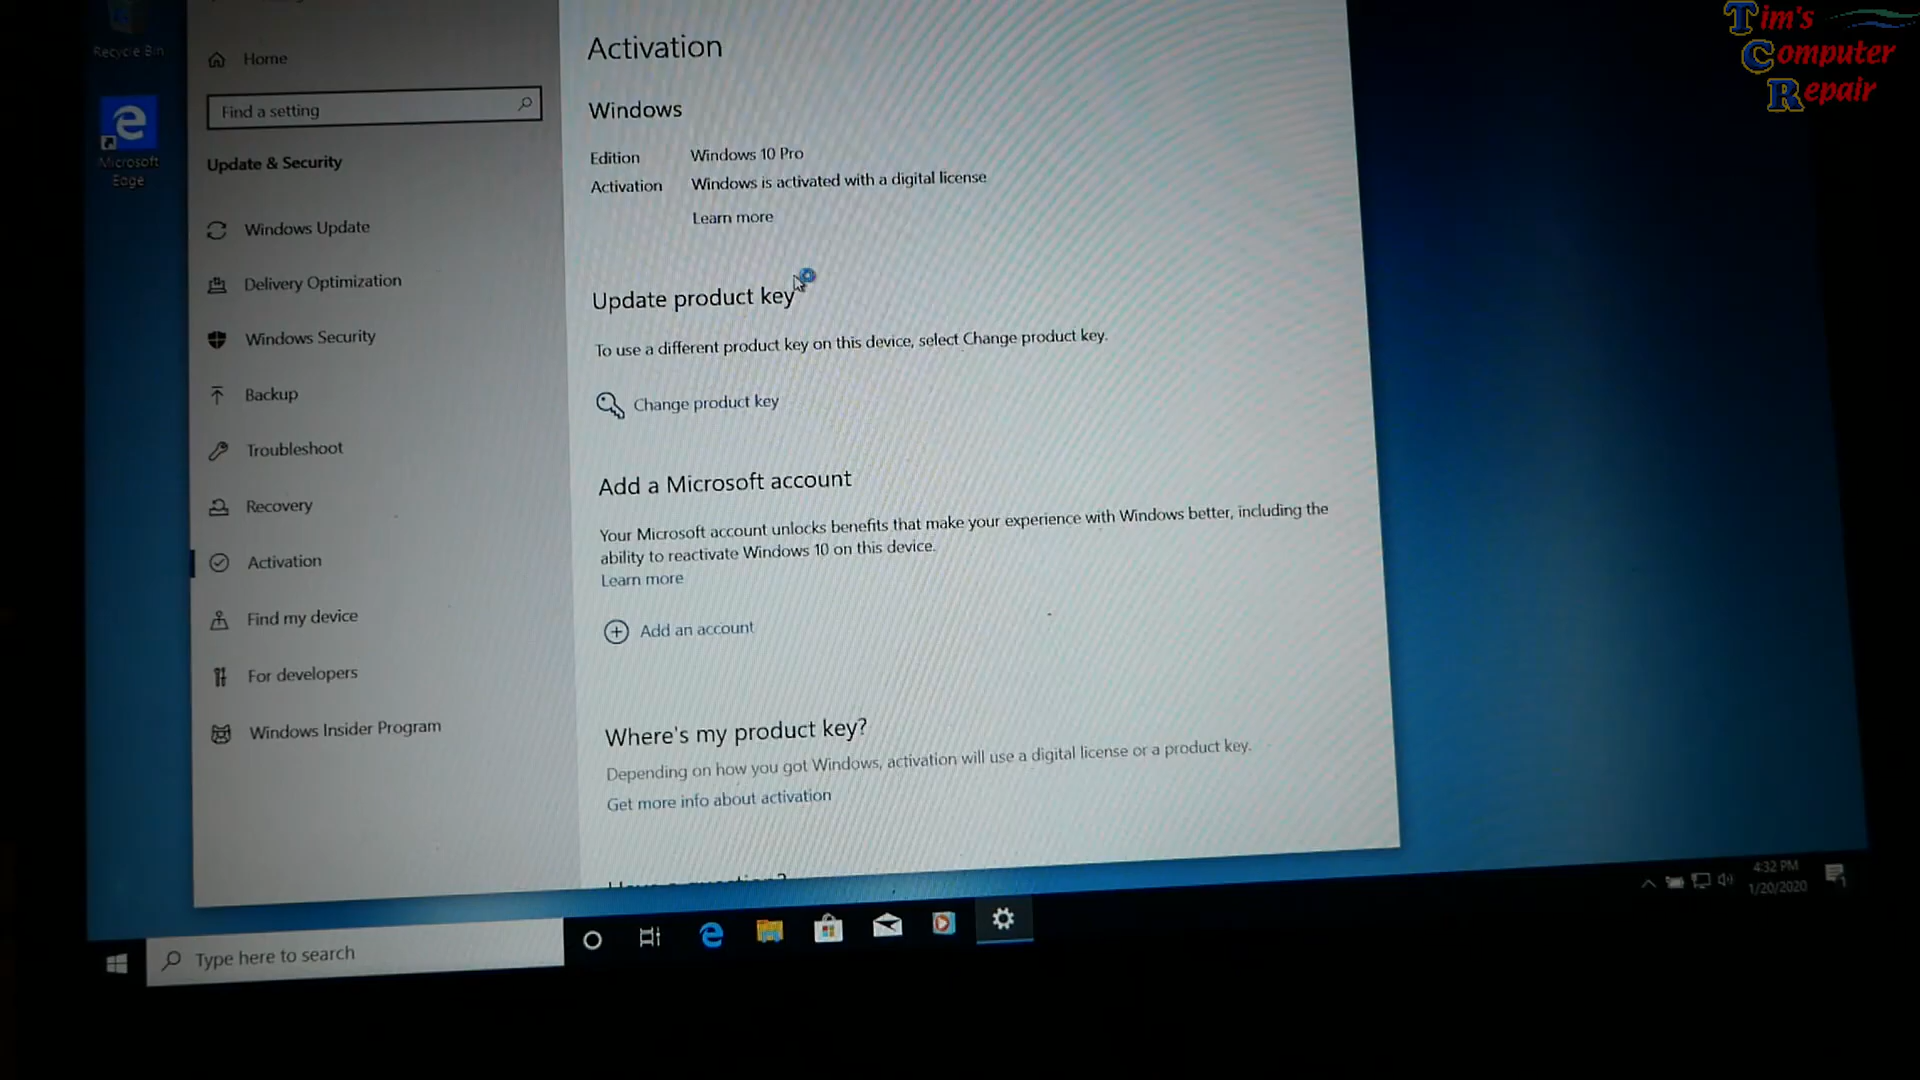 Tim's
Computer
Repair
Recycle Bin
Microsoft
Edge
Home
Find a setting
Update & Security
Windows Update
Delivery Optimization
Windows Security
Backup
Troubleshoot
Recovery
Activation
Find my device
For developers
Windows Insider Program
Activation
Windows
Edition Windows 10 Pro
Activation Windows is activated with a digital license
Learn more
Update product key
To use a different product key on this device, select Change product key.
Change product key
Add a Microsoft account
Your Microsoft account unlocks benefits that make your experience with Windows better, including the
ability to reactivate Windows 10 on this device.
Learn more
Add an account
Where's my product key?
Depending on how you got Windows, activation will use a digital license or a product key.
Get more info about activation
Type here to search
4:32 PM
1/20/2020